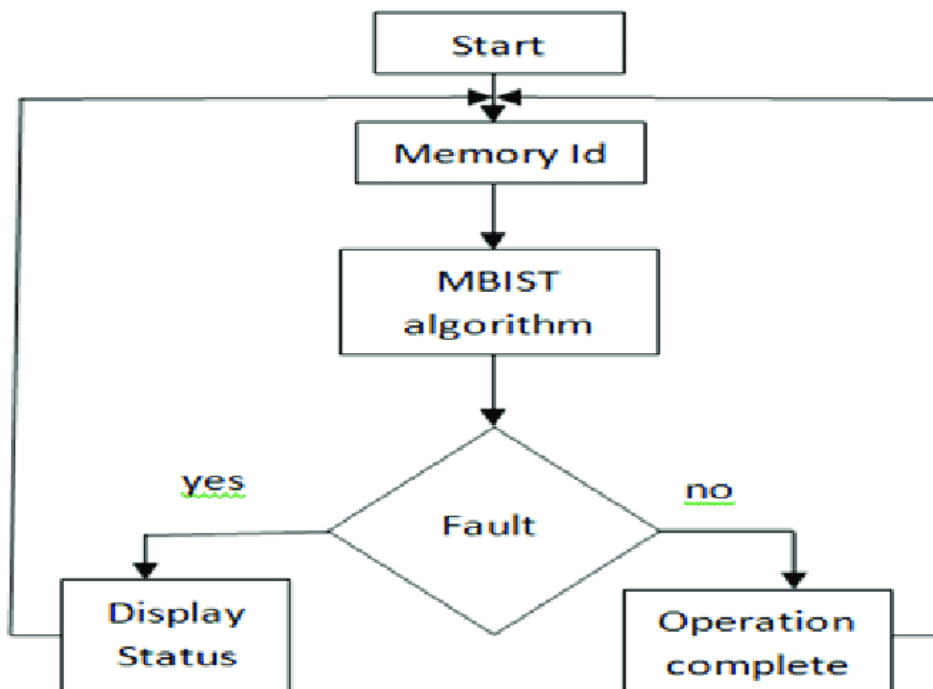 Start
Memory Id
MBIST
algorithm
yes
no
Fault
Display
Status
Operation
complete